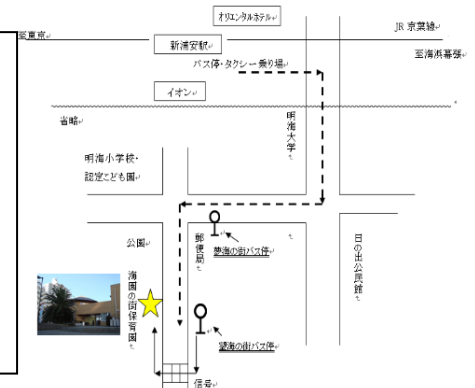 オリエンタルホテル
JR 京葉線
至東京
新浦安駅
至海浜幕張
バス停・タクシー乗り場
イオン
省略
明海大学
明海小学校・
認定こども園
公園
郵便局
夢海の街バス停
日の出公民館
海園の街保育園
望海の街バス停
信号